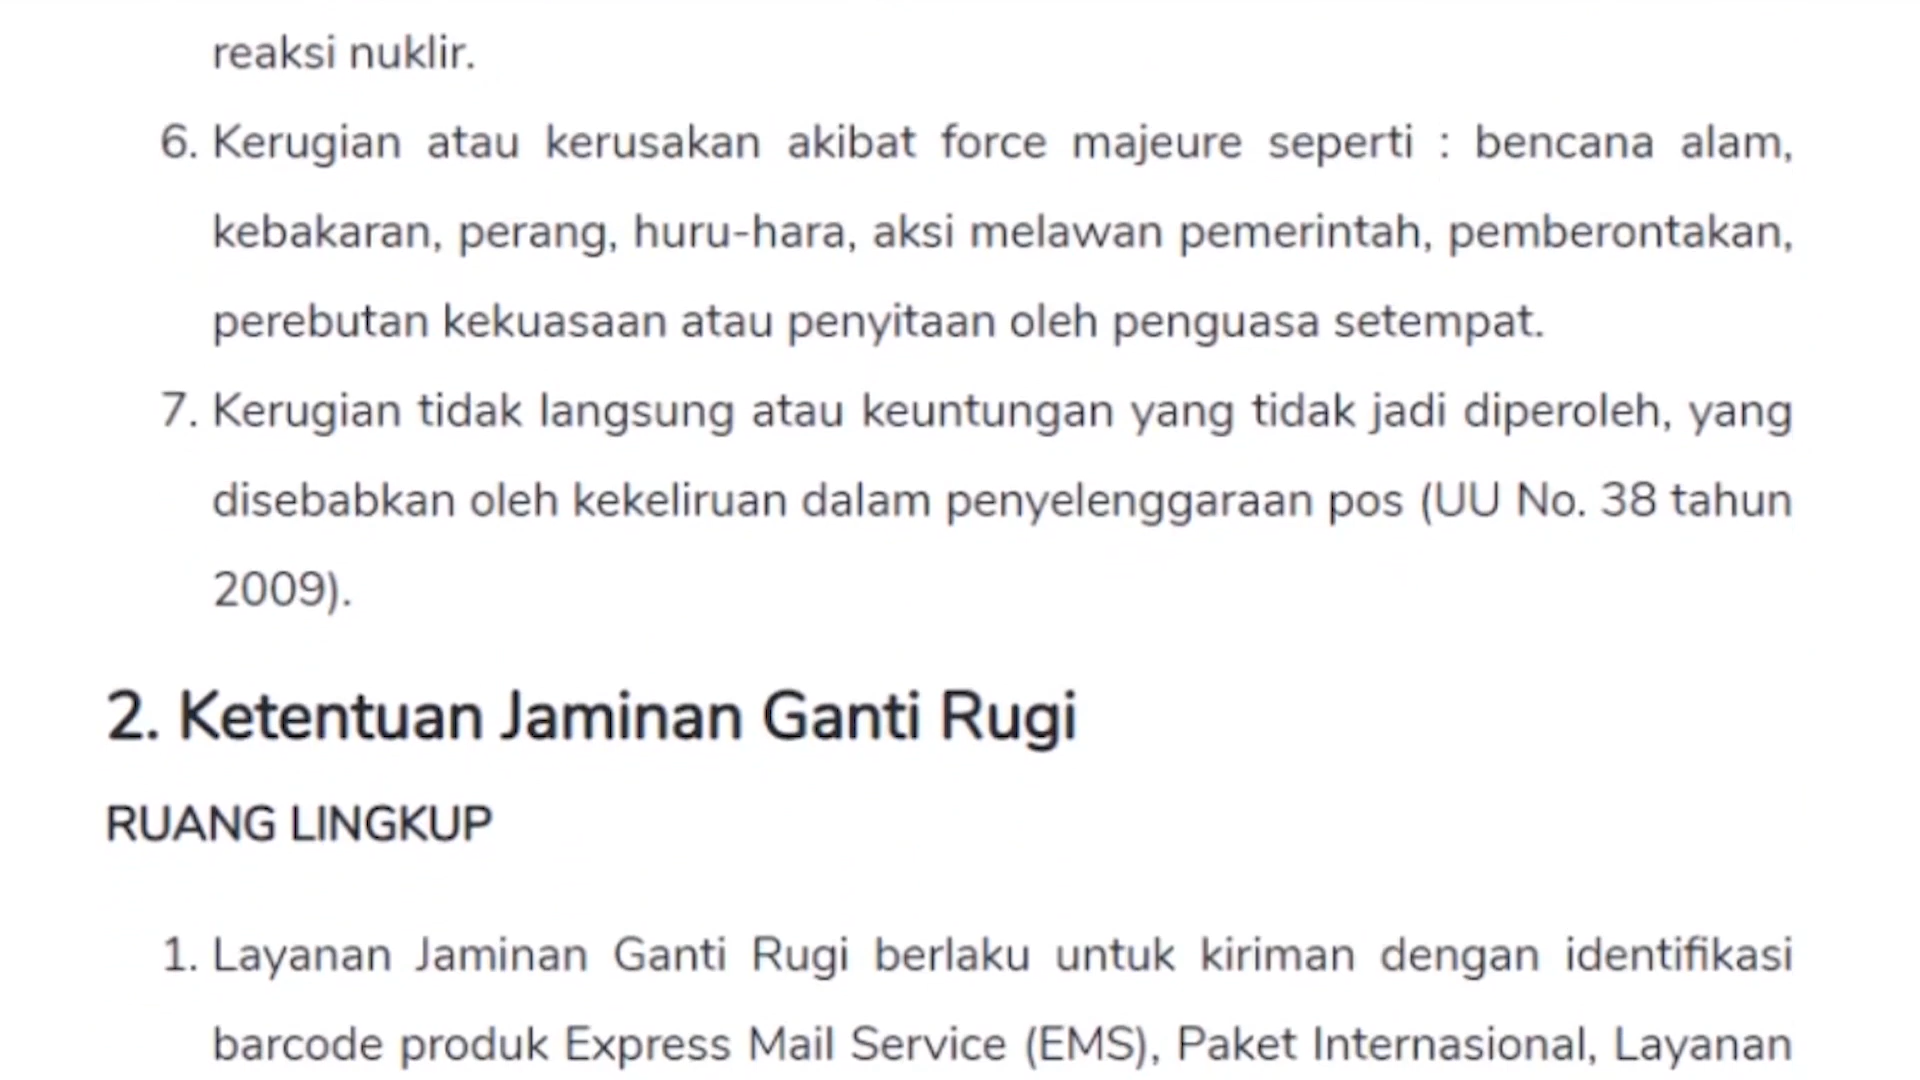 reaksi nuklir.
6. Kerugian atau kerusakan akibat force majeure seperti : bencana alam,
kebakaran, perang, huru-hara, aksi melawan pemerintah, pemberontakan,
perebutan kekuasaan atau penyitaan oleh penguasa setempat.
7. Kerugian tidak langsung atau keuntungan yang tidak jadi diperoleh, yang
disebabkan oleh kekeliruan dalam penyelenggaraan pos (UU No. 38 tahun
2009).
2. Ketentuan Jaminan Ganti Rugi
RUANG LINGKUP
1. Layanan Jaminan Ganti Rugi berlaku untuk kiriman dengan identifikasi
barcode produk Express Mail Service (EMS), Paket Internasional, Layanan